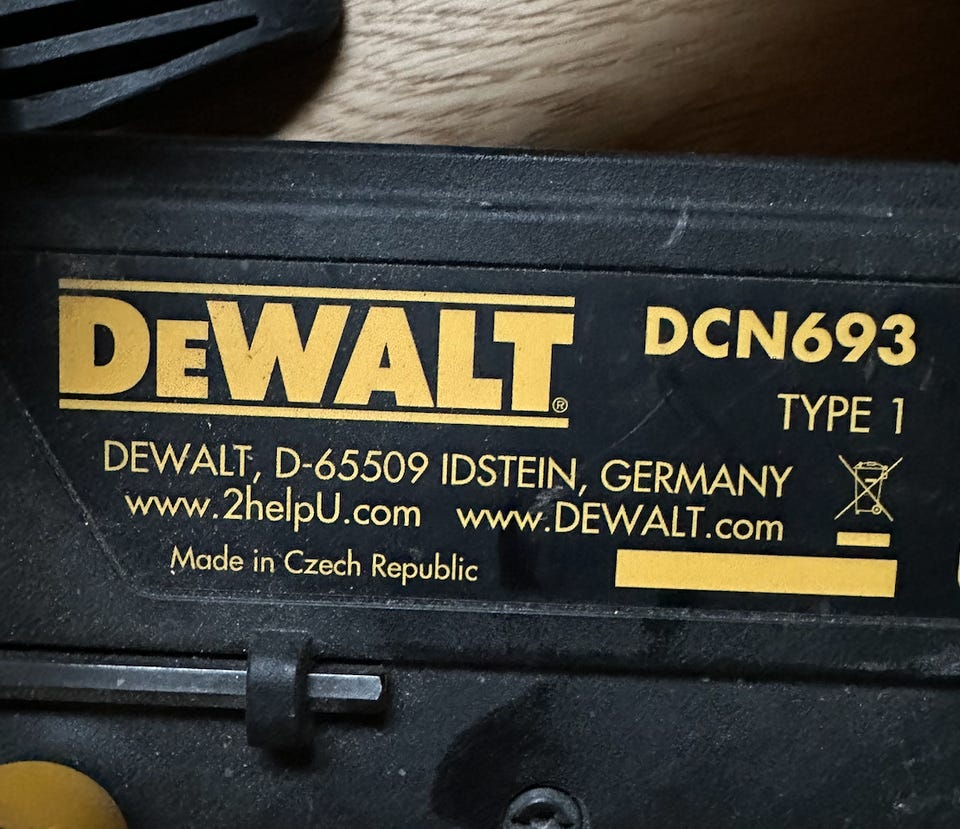 DEWALT®
DCN693
TYPE 1
DEWALT, D-65509 IDSTEIN, GERMANY
www.2helpU.com www.DEWALT.com
Made in Czech Republic